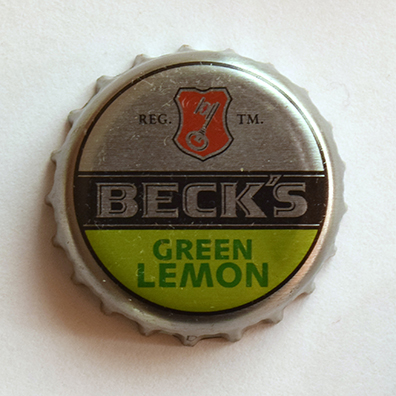 REG. TM.
BECK'S
GREEN
LEMON